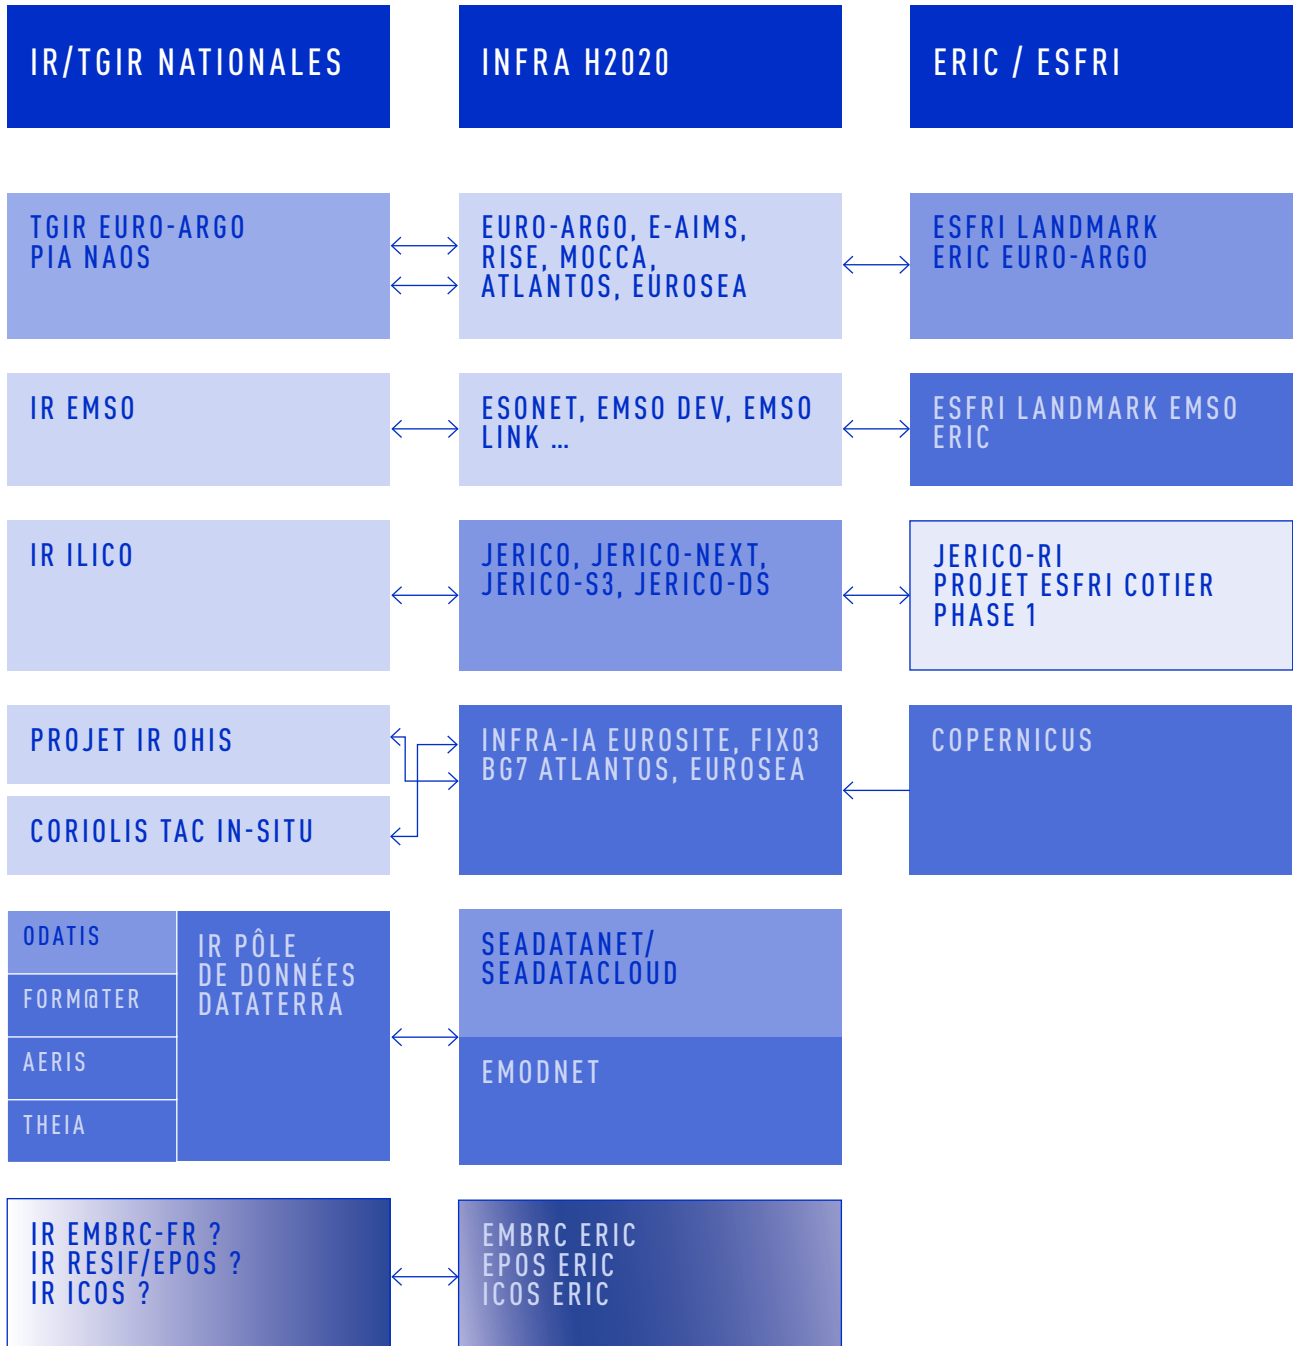 IR/TGIR NATIONALES
INFRA H2020
ERIC / ESFRI
TGIR EURO-ARGO
PIA NAOS
EURO-ARGO, E-AIMS,
RISE, MOCCA,
ATLANTOS, EUROSEA
ESFRI LANDMARK
ERIC EURO-ARGO
IR EMSO
ESONET, EMSO DEV, EMSO
LINK ...
ESFRI LANDMARK EMSO
ERIC
IR ILICO
JERICO, JERICO-NEXT,
JERICO-S3, JERICO-DS
JERICO-RI
PROJET ESFRI COTIER
PHASE 1
PROJET IR OHIS
CORIOLIS TAC IN-SITU
INFRA-IA EUROSITE, FIX03
BG7 ATLANTOS, EUROSEA
COPERNICUS
ODATIS
FORM@TER
AERIS
THEIA
IR PÔLE
DE DONNÉES
DATATERRA
SEADATANET/
SEADATACLOUD
EMODNET
IR EMBRC-FR ?
IR RESIF/EPOS ?
IR ICOS ?
EMBRC ERIC
EPOS ERIC
ICOS ERIC